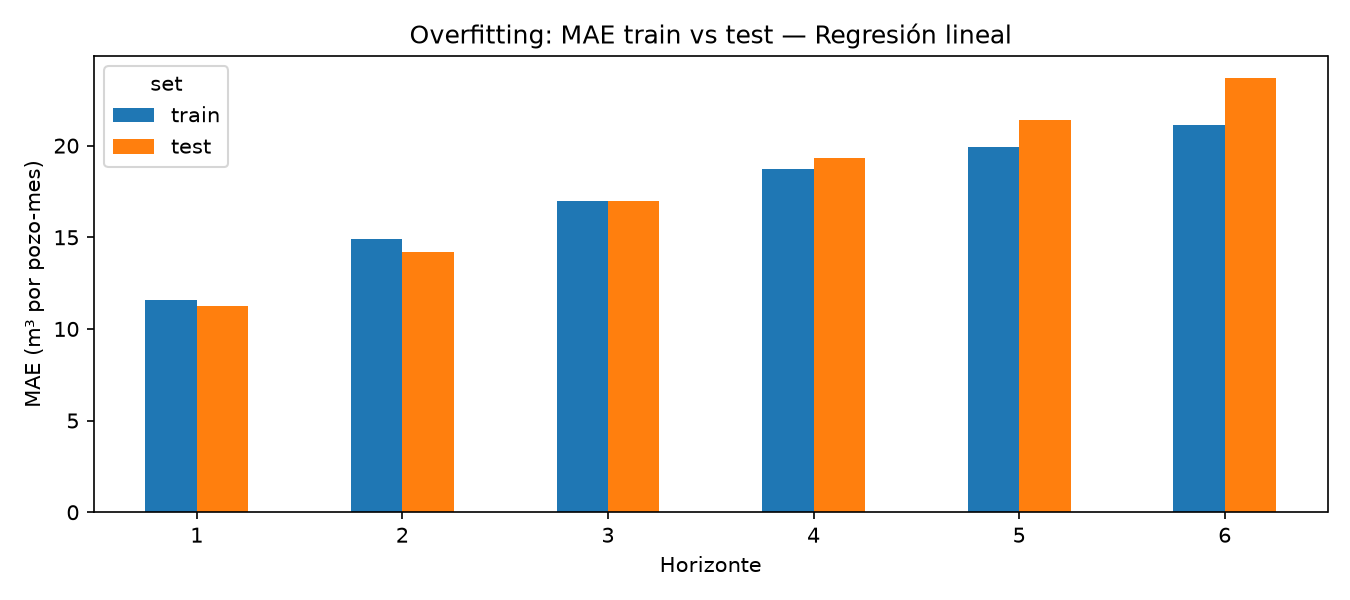 Overfitting: MAE train vs test — Regresión lineal
set
train
test
MAE (m³ por pozo-mes)
20
15
10
5
0
1 2 3 4 5 6
Horizonte